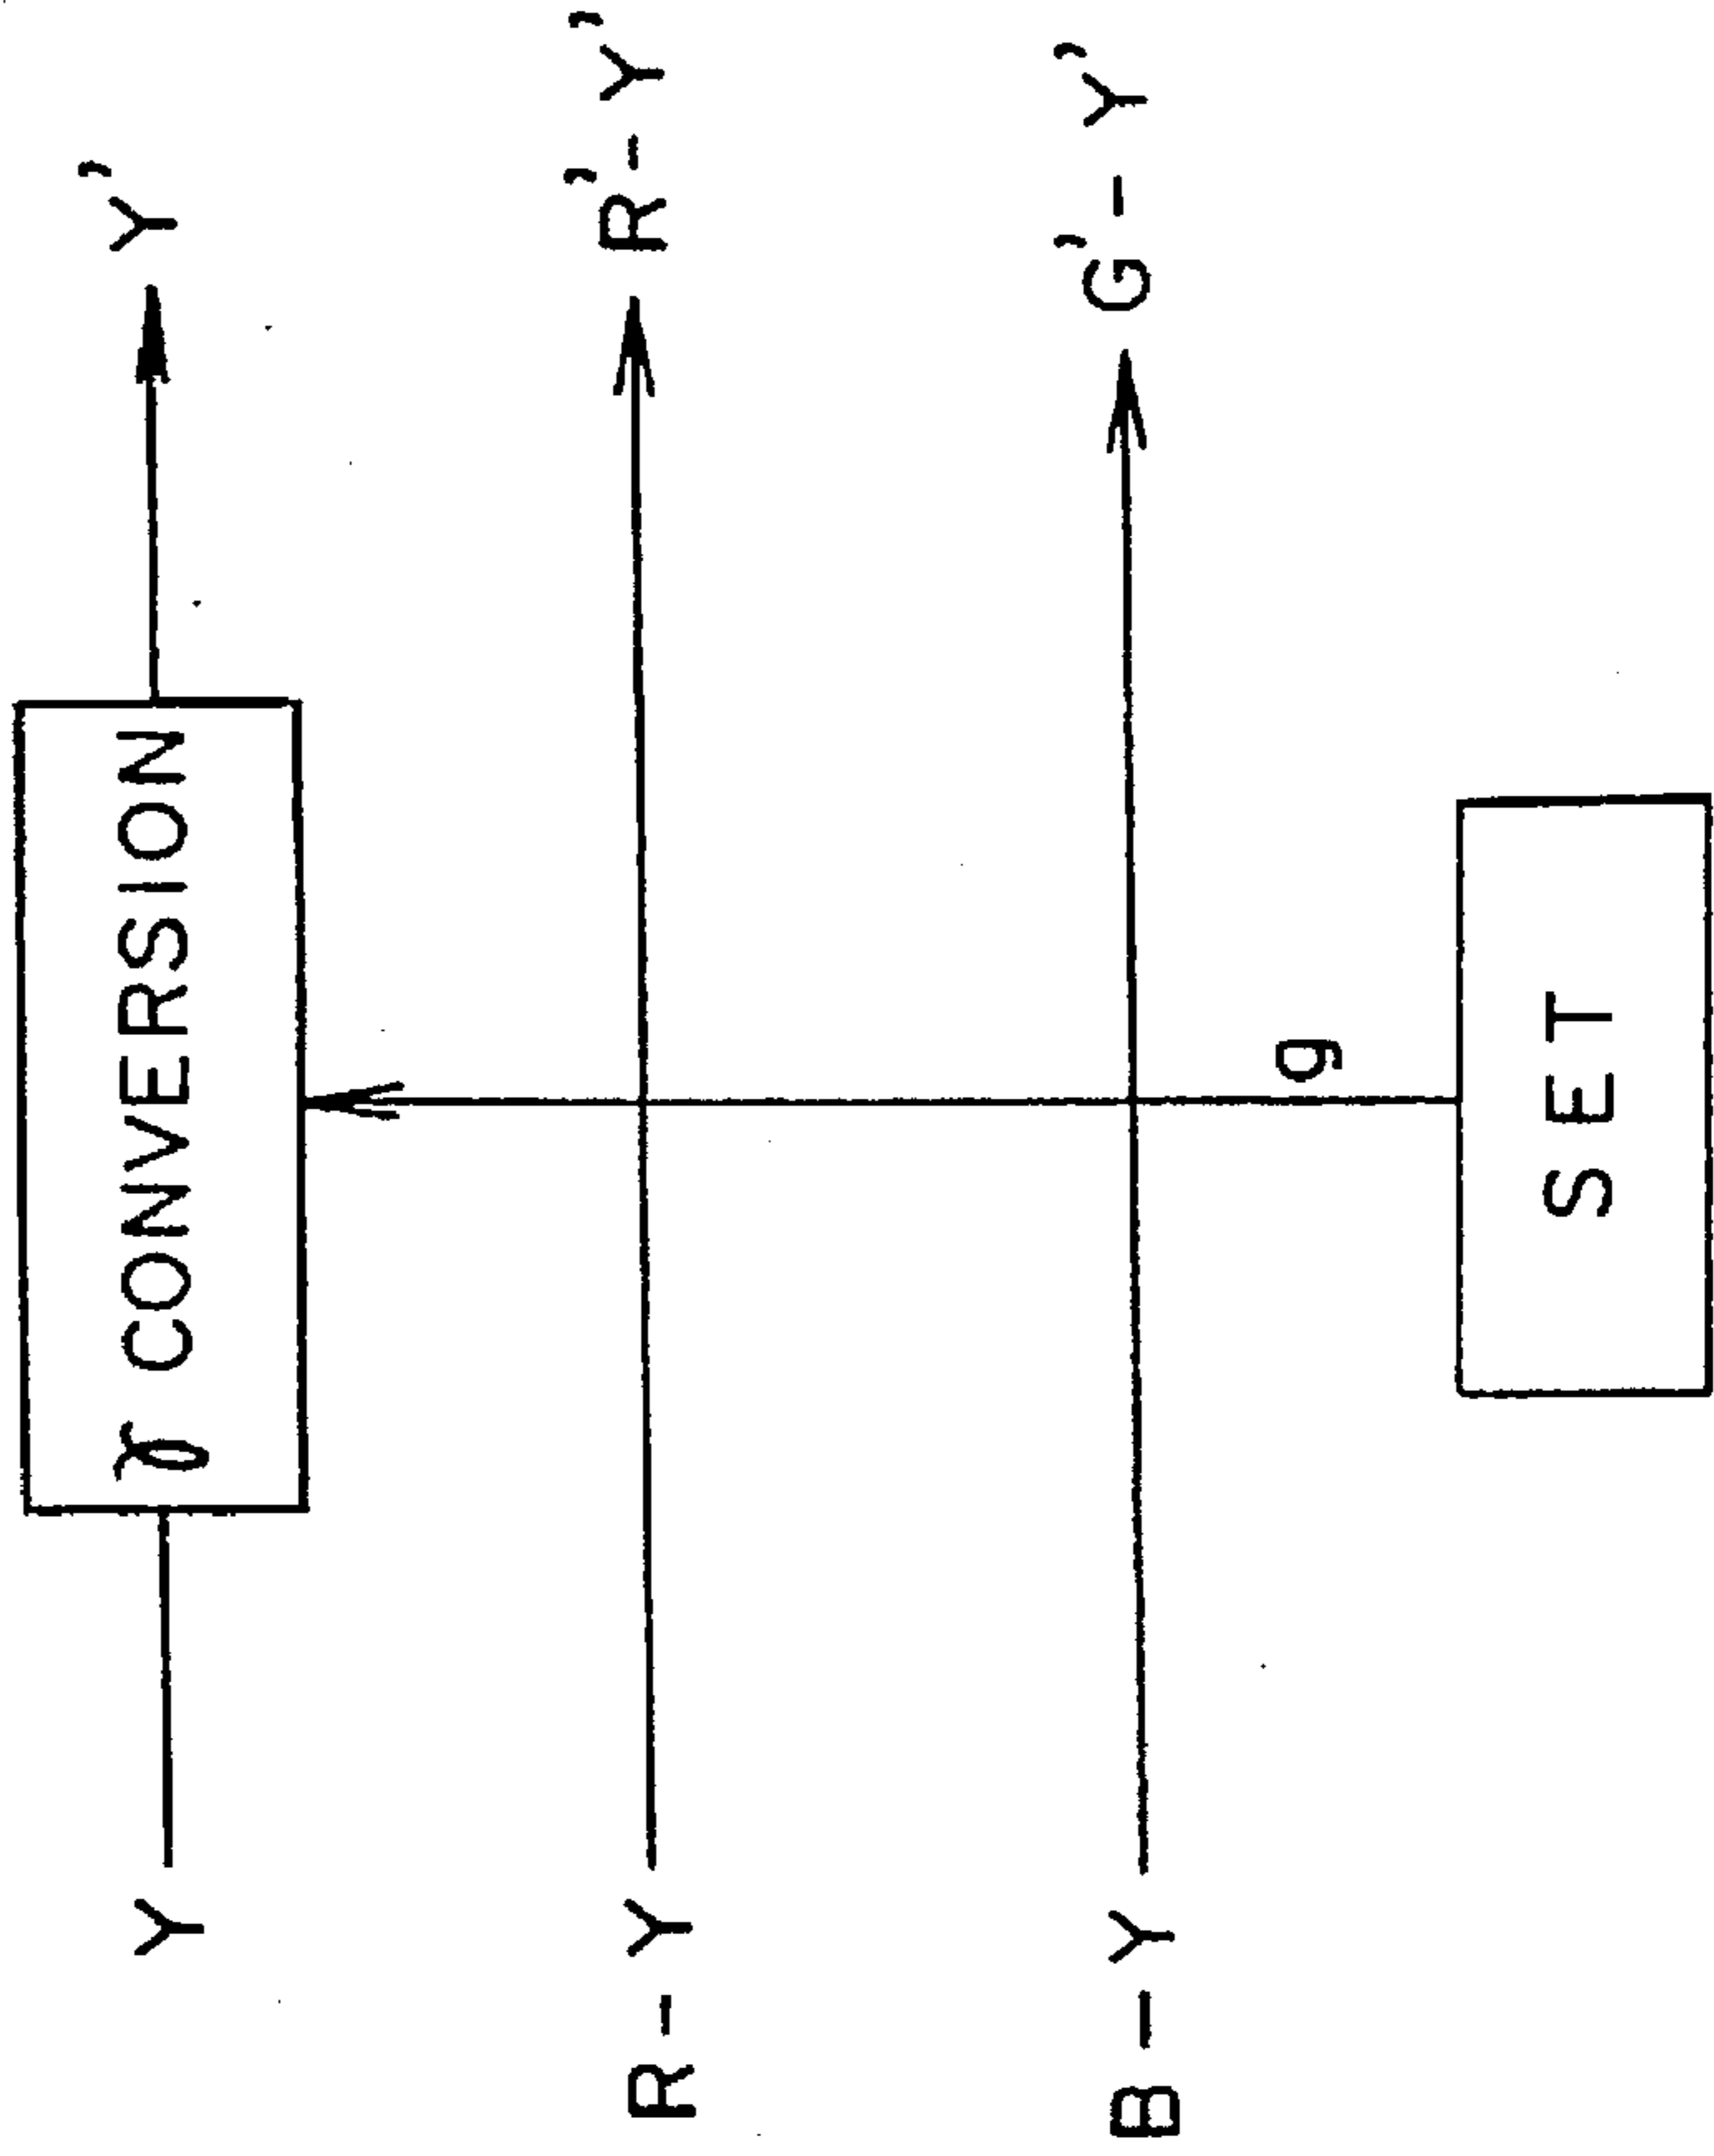 Y γ CONVERSION Y'
R-Y R'-Y'
B-Y G'-Y'
g
SET